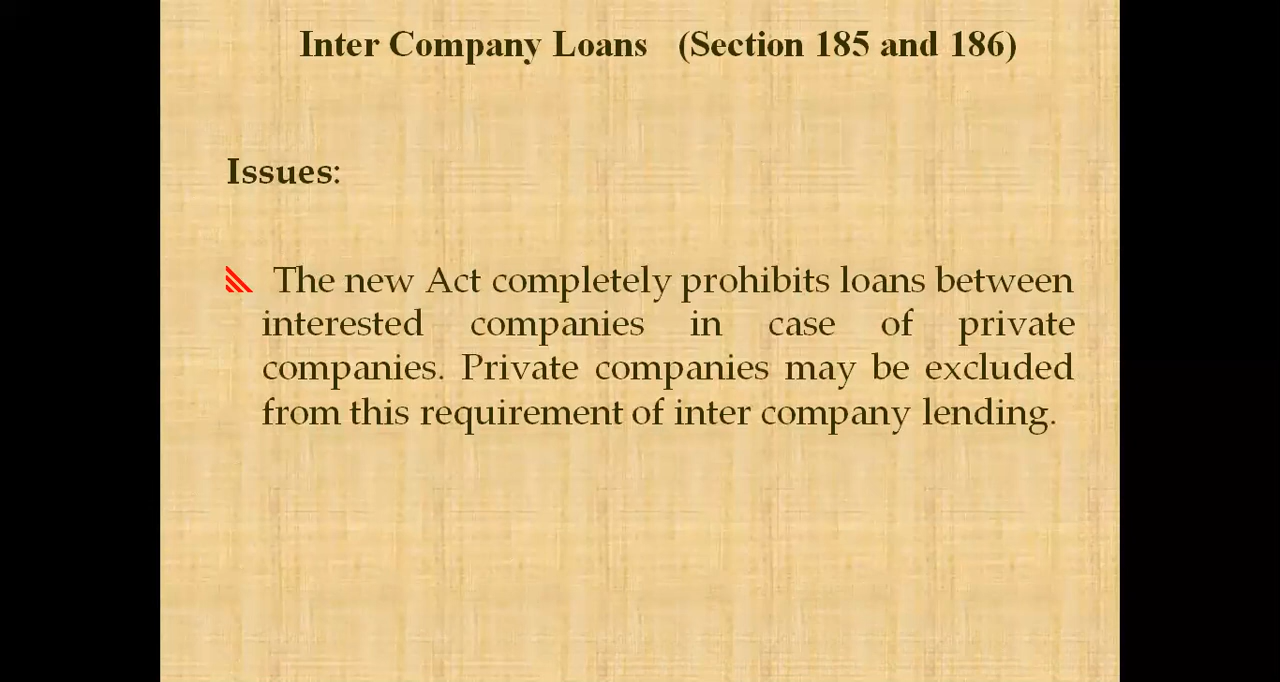 Inter Company Loans (Section 185 and 186)
Issues:
The new Act completely prohibits loans between
interested companies in case of private
companies. Private companies may be excluded
from this requirement of inter company lending.